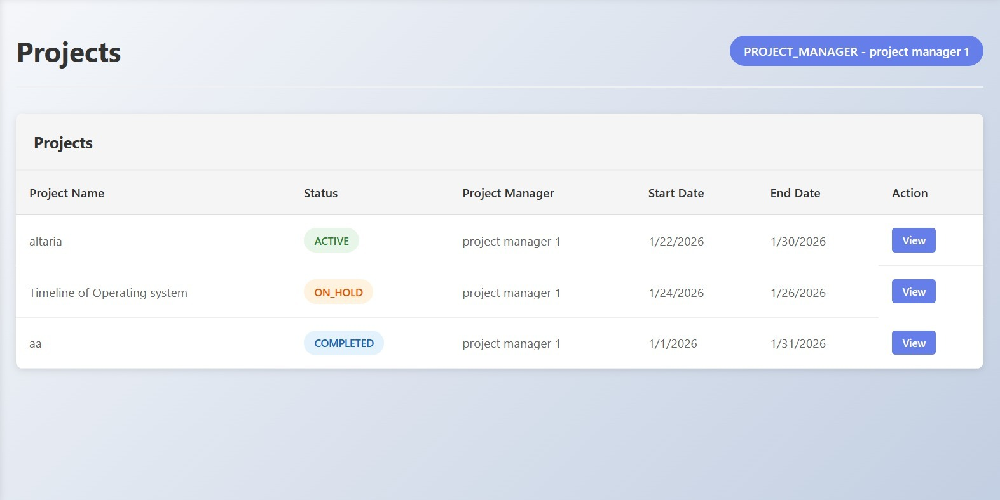 Projects
PROJECT_MANAGER - project manager 1
Projects
Project Name Status Project Manager Start Date End Date Action
altaria ACTIVE project manager 1 1/22/2026 1/30/2026 View
Timeline of Operating system ON_HOLD project manager 1 1/24/2026 1/26/2026 View
aa COMPLETED project manager 1 1/1/2026 1/31/2026 View